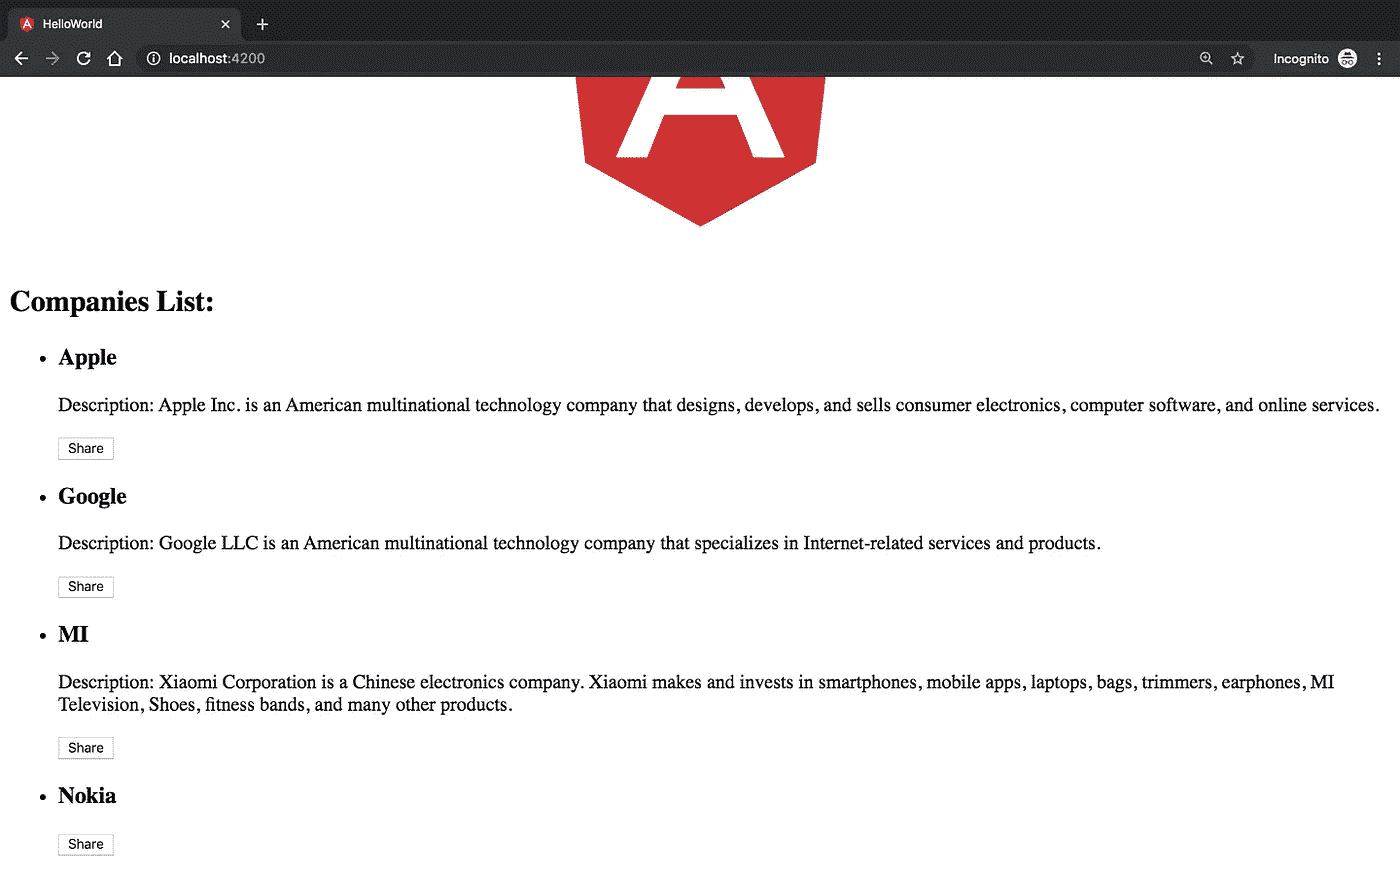 HelloWorld
localhost:4200
Incognito
A
Companies List:
Apple
Description: Apple Inc. is an American multinational technology company that designs, develops, and sells consumer electronics, computer software, and online services.
Share
Google
Description: Google LLC is an American multinational technology company that specializes in Internet-related services and products.
Share
MI
Description: Xiaomi Corporation is a Chinese electronics company. Xiaomi makes and invests in smartphones, mobile apps, laptops, bags, trimmers, earphones, MI
Television, Shoes, fitness bands, and many other products.
Share
Nokia
Share